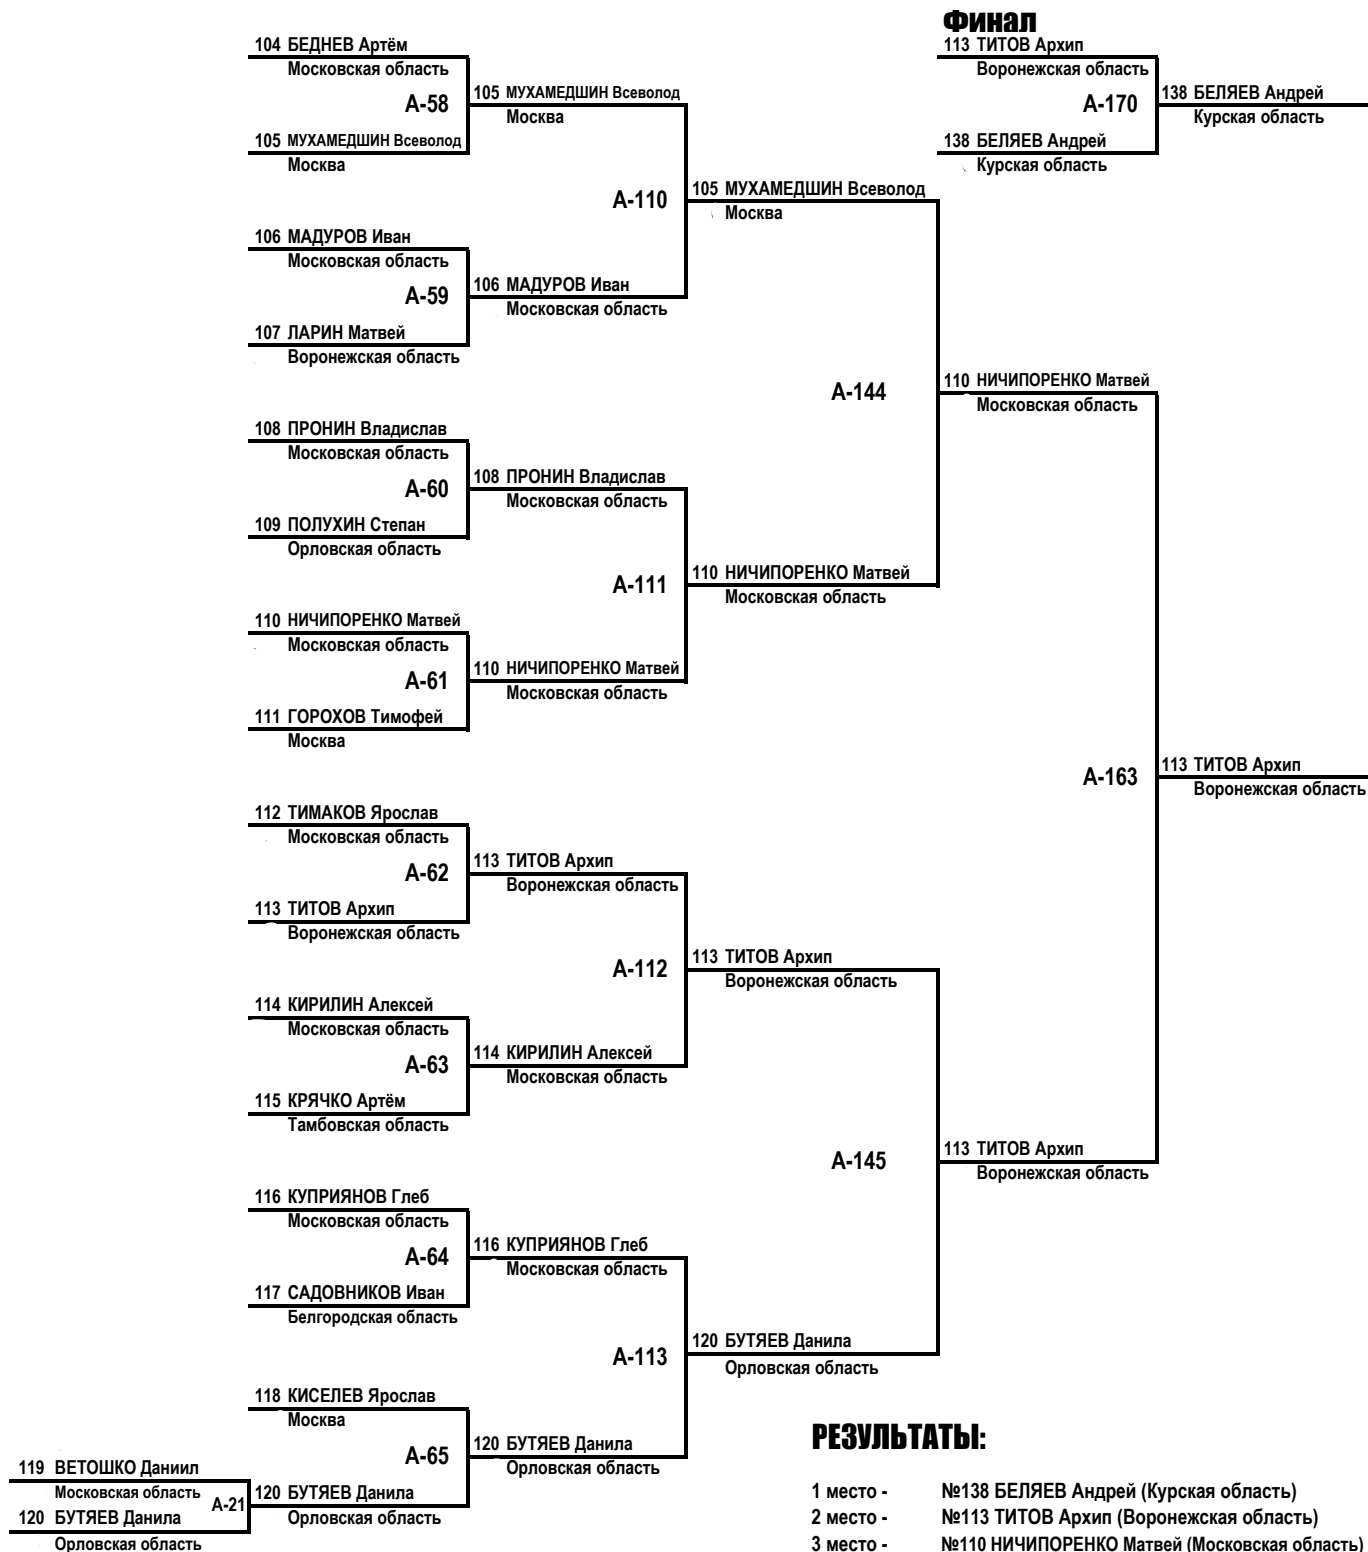 Финал
104 БЕДНЕВ Артём
Московская область
А-58
105 МУХАМЕДШИН Всеволод
Москва
105 МУХАМЕДШИН Всеволод
Москва
А-110
106 МАДУРОВ Иван
Московская область
А-59
107 ЛАРИН Матвей
Воронежская область
106 МАДУРОВ Иван
Московская область
105 МУХАМЕДШИН Всеволод
Москва
А-144
108 ПРОНИН Владислав
Московская область
А-60
109 ПОЛУХИН Степан
Орловская область
108 ПРОНИН Владислав
Московская область
А-111
110 НИЧИПОРЕНКО Матвей
Московская область
А-61
111 ГОРОХОВ Тимофей
Москва
110 НИЧИПОРЕНКО Матвей
Московская область
110 НИЧИПОРЕНКО Матвей
Московская область
110 НИЧИПОРЕНКО Матвей
Московская область
113 ТИТОВ Архип
Воронежская область
А-170
138 БЕЛЯЕВ Андрей
Курская область
138 БЕЛЯЕВ Андрей
Курская область
А-163
113 ТИТОВ Архип
Воронежская область
112 ТИМАКОВ Ярослав
Московская область
А-62
113 ТИТОВ Архип
Воронежская область
113 ТИТОВ Архип
Воронежская область
А-112
114 КИРИЛИН Алексей
Московская область
А-63
115 КРЯЧКО Артём
Тамбовская область
114 КИРИЛИН Алексей
Московская область
113 ТИТОВ Архип
Воронежская область
А-145
113 ТИТОВ Архип
Воронежская область
116 КУПРИЯНОВ Глеб
Московская область
А-64
117 САДОВНИКОВ Иван
Белгородская область
116 КУПРИЯНОВ Глеб
Московская область
А-113
120 БУТЯЕВ Данила
Орловская область
118 КИСЕЛЕВ Ярослав
Москва
А-65
120 БУТЯЕВ Данила
Орловская область
119 ВЕТОШКО Даниил
Московская область
А-21
120 БУТЯЕВ Данила
Орловская область
120 БУТЯЕВ Данила
Орловская область
РЕЗУЛЬТАТЫ:
1 место - №138 БЕЛЯЕВ Андрей (Курская область)
2 место - №113 ТИТОВ Архип (Воронежская область)
3 место - №110 НИЧИПОРЕНКО Матвей (Московская область)